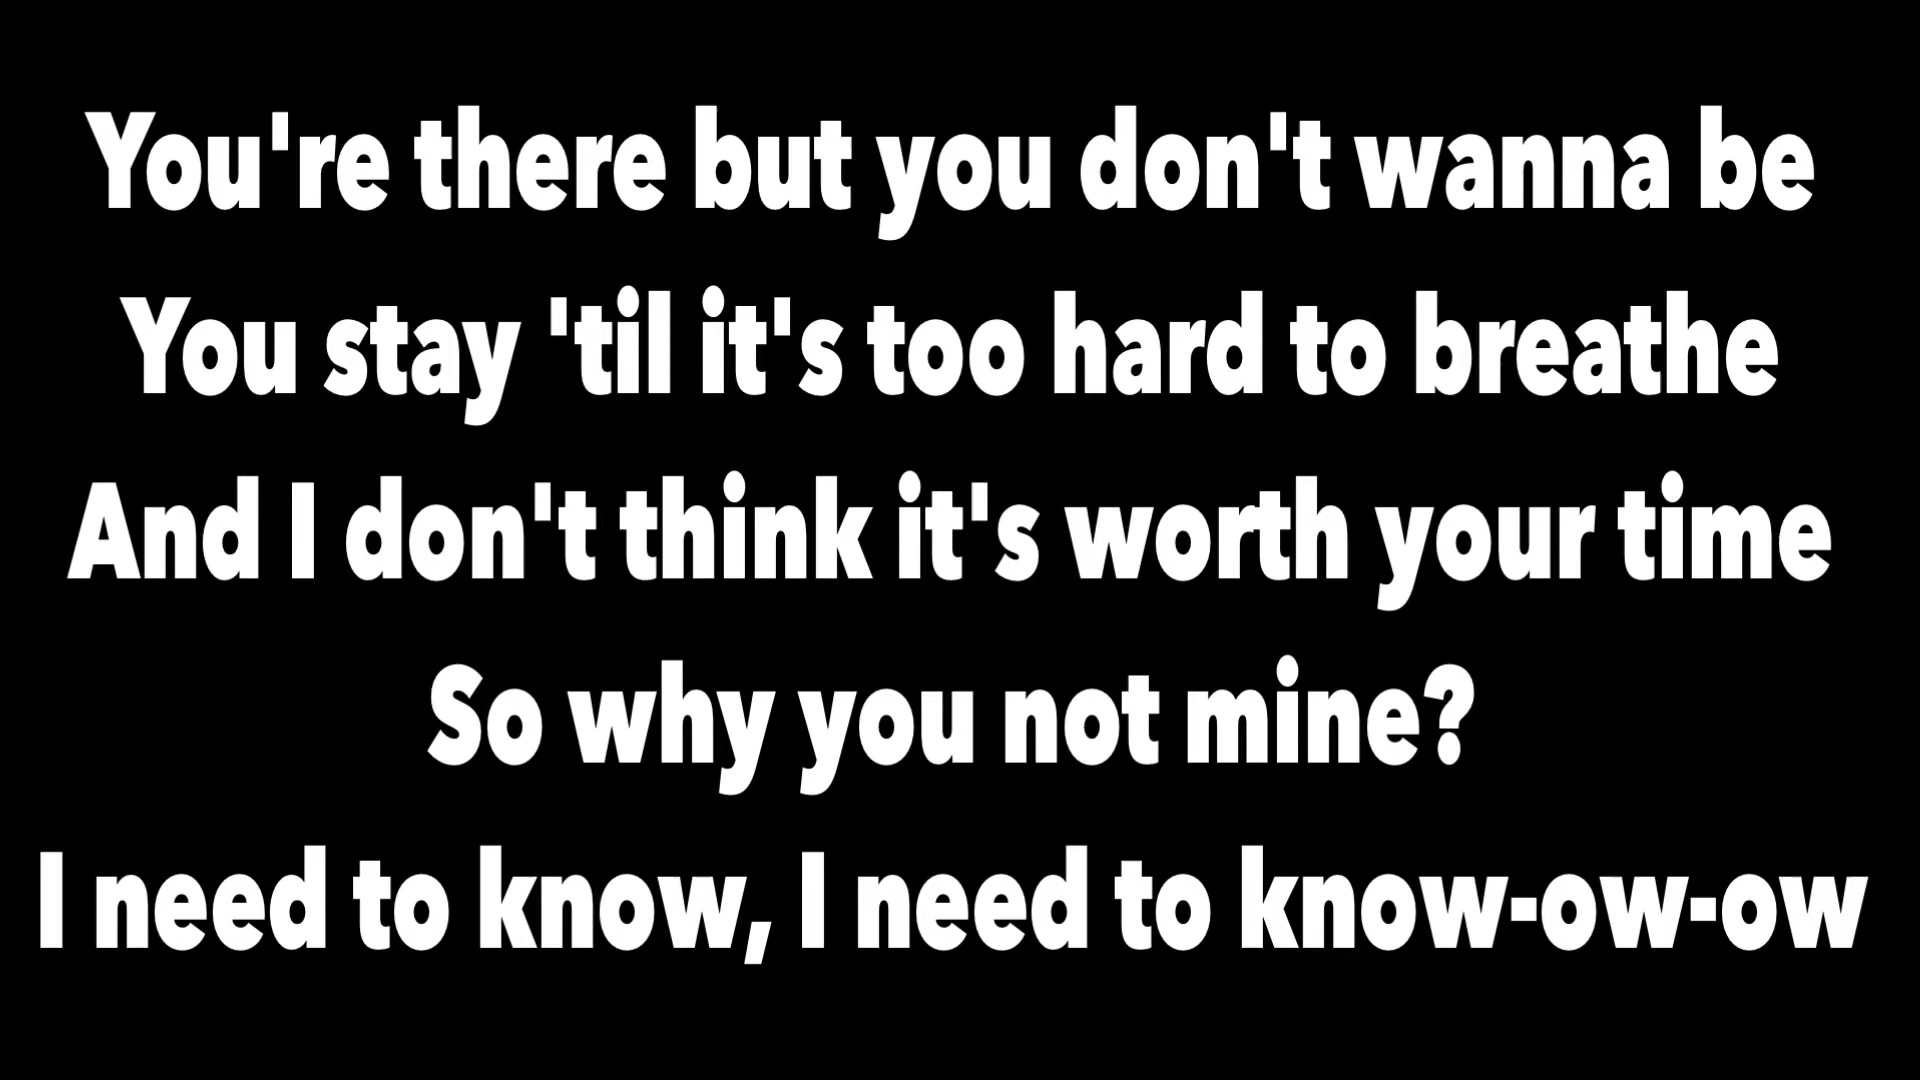 You're there but you don't wanna be
You stay 'til it's too hard to breathe
And I don't think it's worth your time
So why you not mine?
I need to know, I need to know-ow-ow